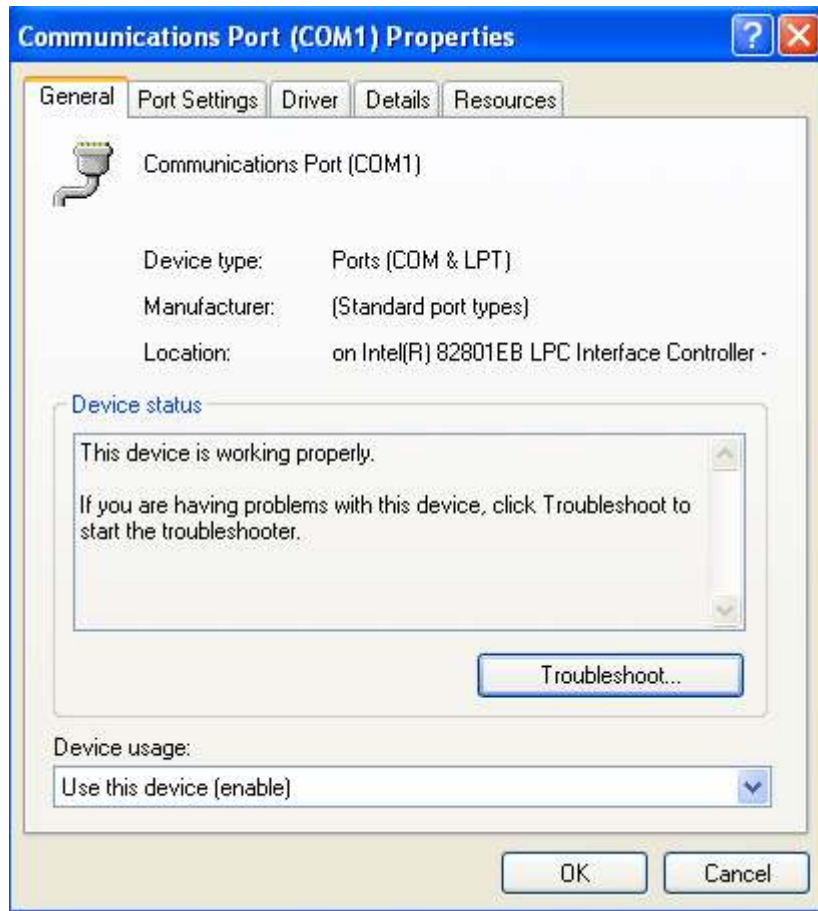 Communications Port (COM1) Properties
General Port Settings Driver Details Resources
Communications Port (COM1)
Device type: Ports (COM & LPT)
Manufacturer: (Standard port types)
Location: on Intel(R) 82801EB LPC Interface Controller -
Device status
This device is working properly.
If you are having problems with this device, click Troubleshoot to
start the troubleshooter.
Troubleshoot...
Device usage:
Use this device (enable)
OK Cancel